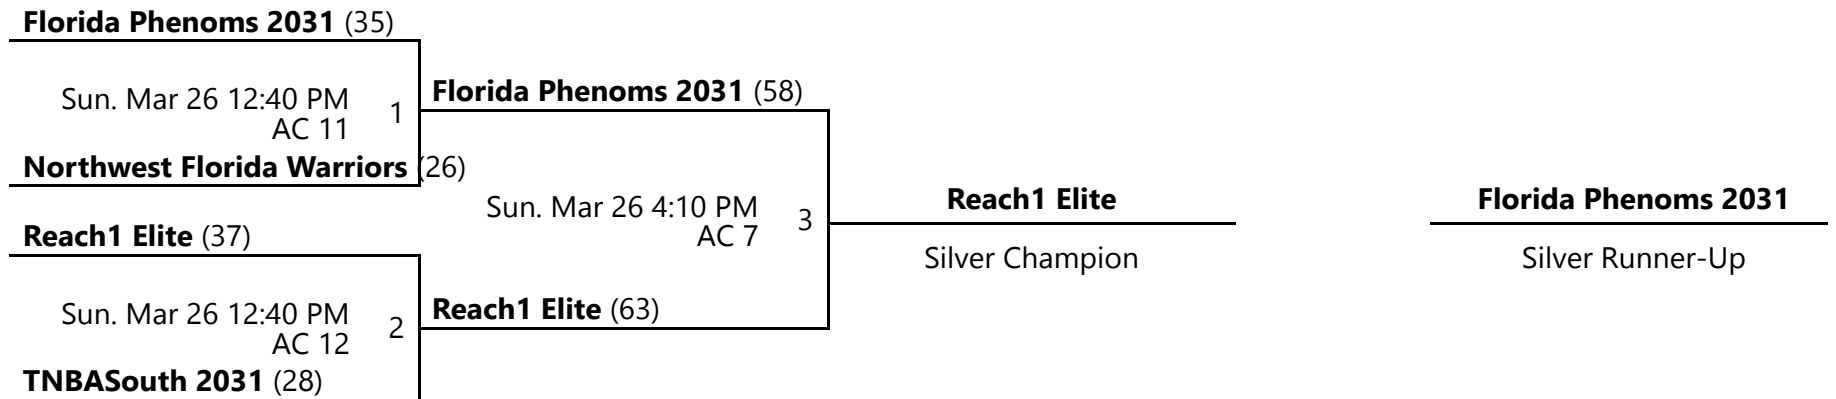 Florida Phenoms 2031 (35)
Sun. Mar 26 12:40 PM
AC 11
1
Northwest Florida Warriors (26)
Reach1 Elite (37)
Sun. Mar 26 12:40 PM
AC 12
2
TNBASouth 2031 (28)
Florida Phenoms 2031 (58)
Sun. Mar 26 4:10 PM
AC 7
3
Reach1 Elite (63)
Reach1 Elite
Silver Champion
Florida Phenoms 2031
Silver Runner-Up